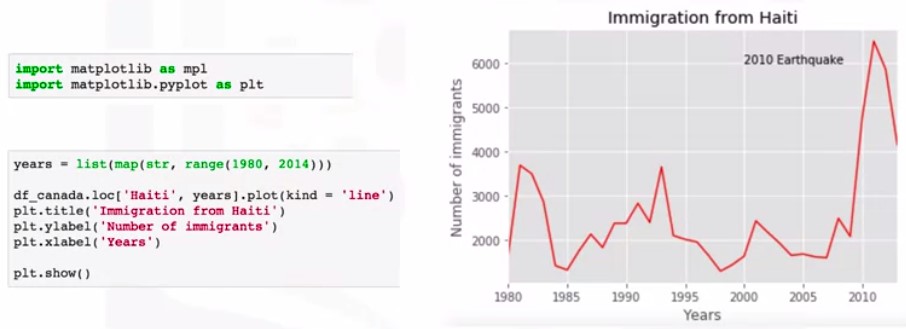 import matplotlib as mpl
import matplotlib.pyplot as plt
years = list(map(str, range(1980, 2014)))
df_canada.loc['Haiti', years].plot(kind = 'line')
plt.title('Immigration from Haiti')
plt.ylabel('Number of immigrants')
plt.xlabel('Years')
plt.show()
Immigration from Haiti
2010 Earthquake
Number of immigrants
6000
5000
4000
3000
2000
1980 1985 1990 1995 2000 2005 2010
Years